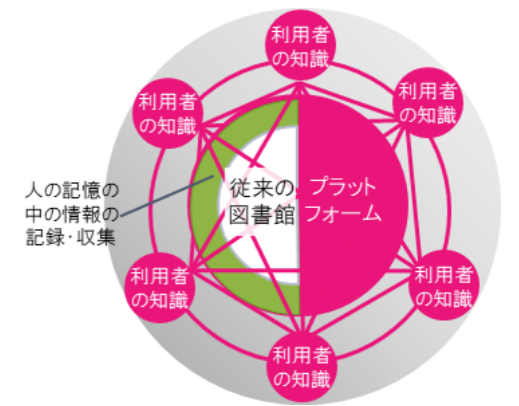 利用者
の知識
利用者
の知識
利用者
の知識
人の記憶の
中の情報の
記録･収集
従来の
図書館
プラット
フォーム
利用者
の知識
利用者
の知識
利用者
の知識